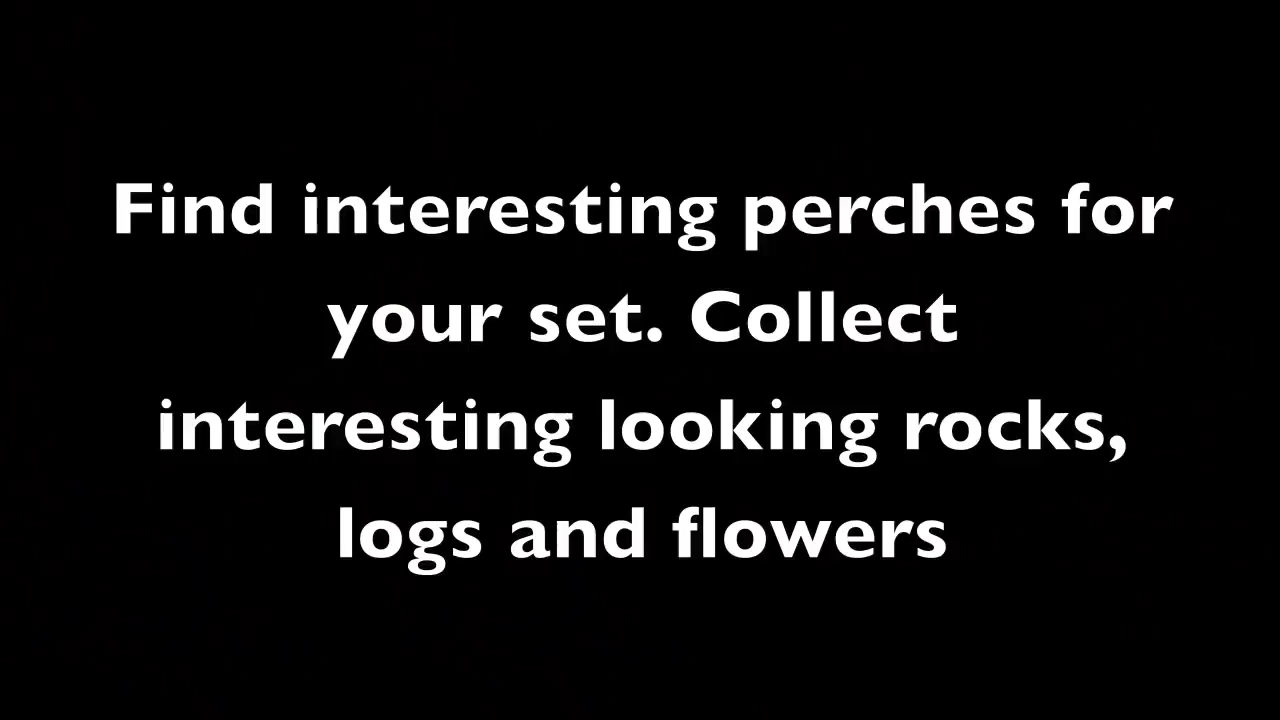 Find interesting perches for
your set. Collect
interesting looking rocks,
logs and flowers